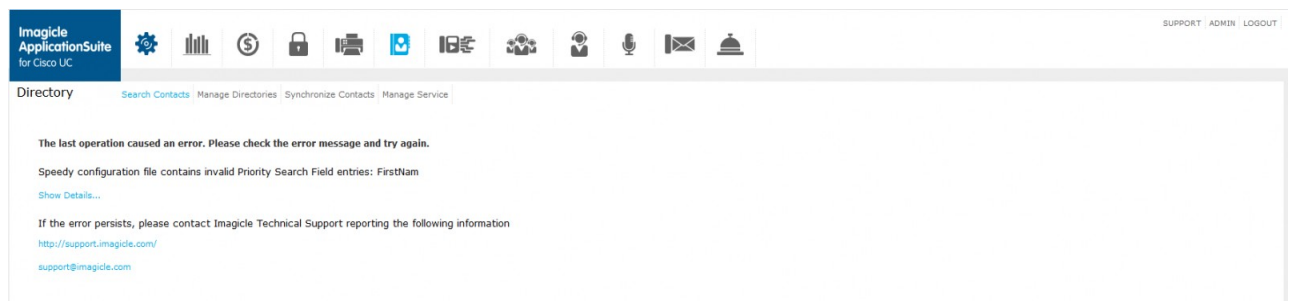 Imagicle
ApplicationSuite
for Cisco UC
SUPPORT ADMIN LOGOUT
Directory Search Contacts Manage Directories Synchronize Contacts Manage Service
The last operation caused an error. Please check the error message and try again.
Speedy configuration file contains invalid Priority Search Field entries: FirstNam
Show Details...
If the error persists, please contact Imagicle Technical Support reporting the following information
http://support.imagicle.com/
support@imagicle.com